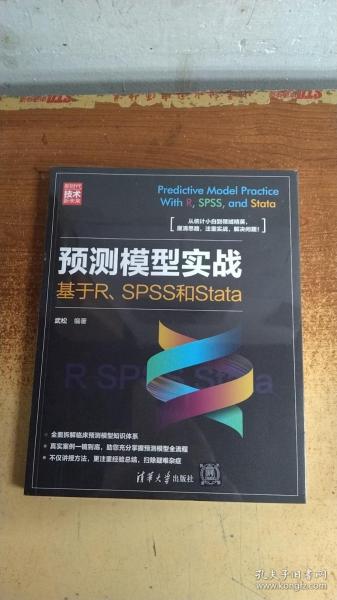 新时代
技术
新未来
Predictive Model Practice
With R, SPSS, and Stata
从统计小白到领域精英，
厘清思路，注重实战，解决问题！
预测模型实战
基于R、SPSS和Stata
武松 编著
R SPSS Stata
全面拆解临床预测模型知识体系
真实案例一镜到底，助您充分掌握预测模型全流程
不仅讲授方法，更注重经验总结，扫除疑难杂症
清华大学出版社
孔夫子旧书网